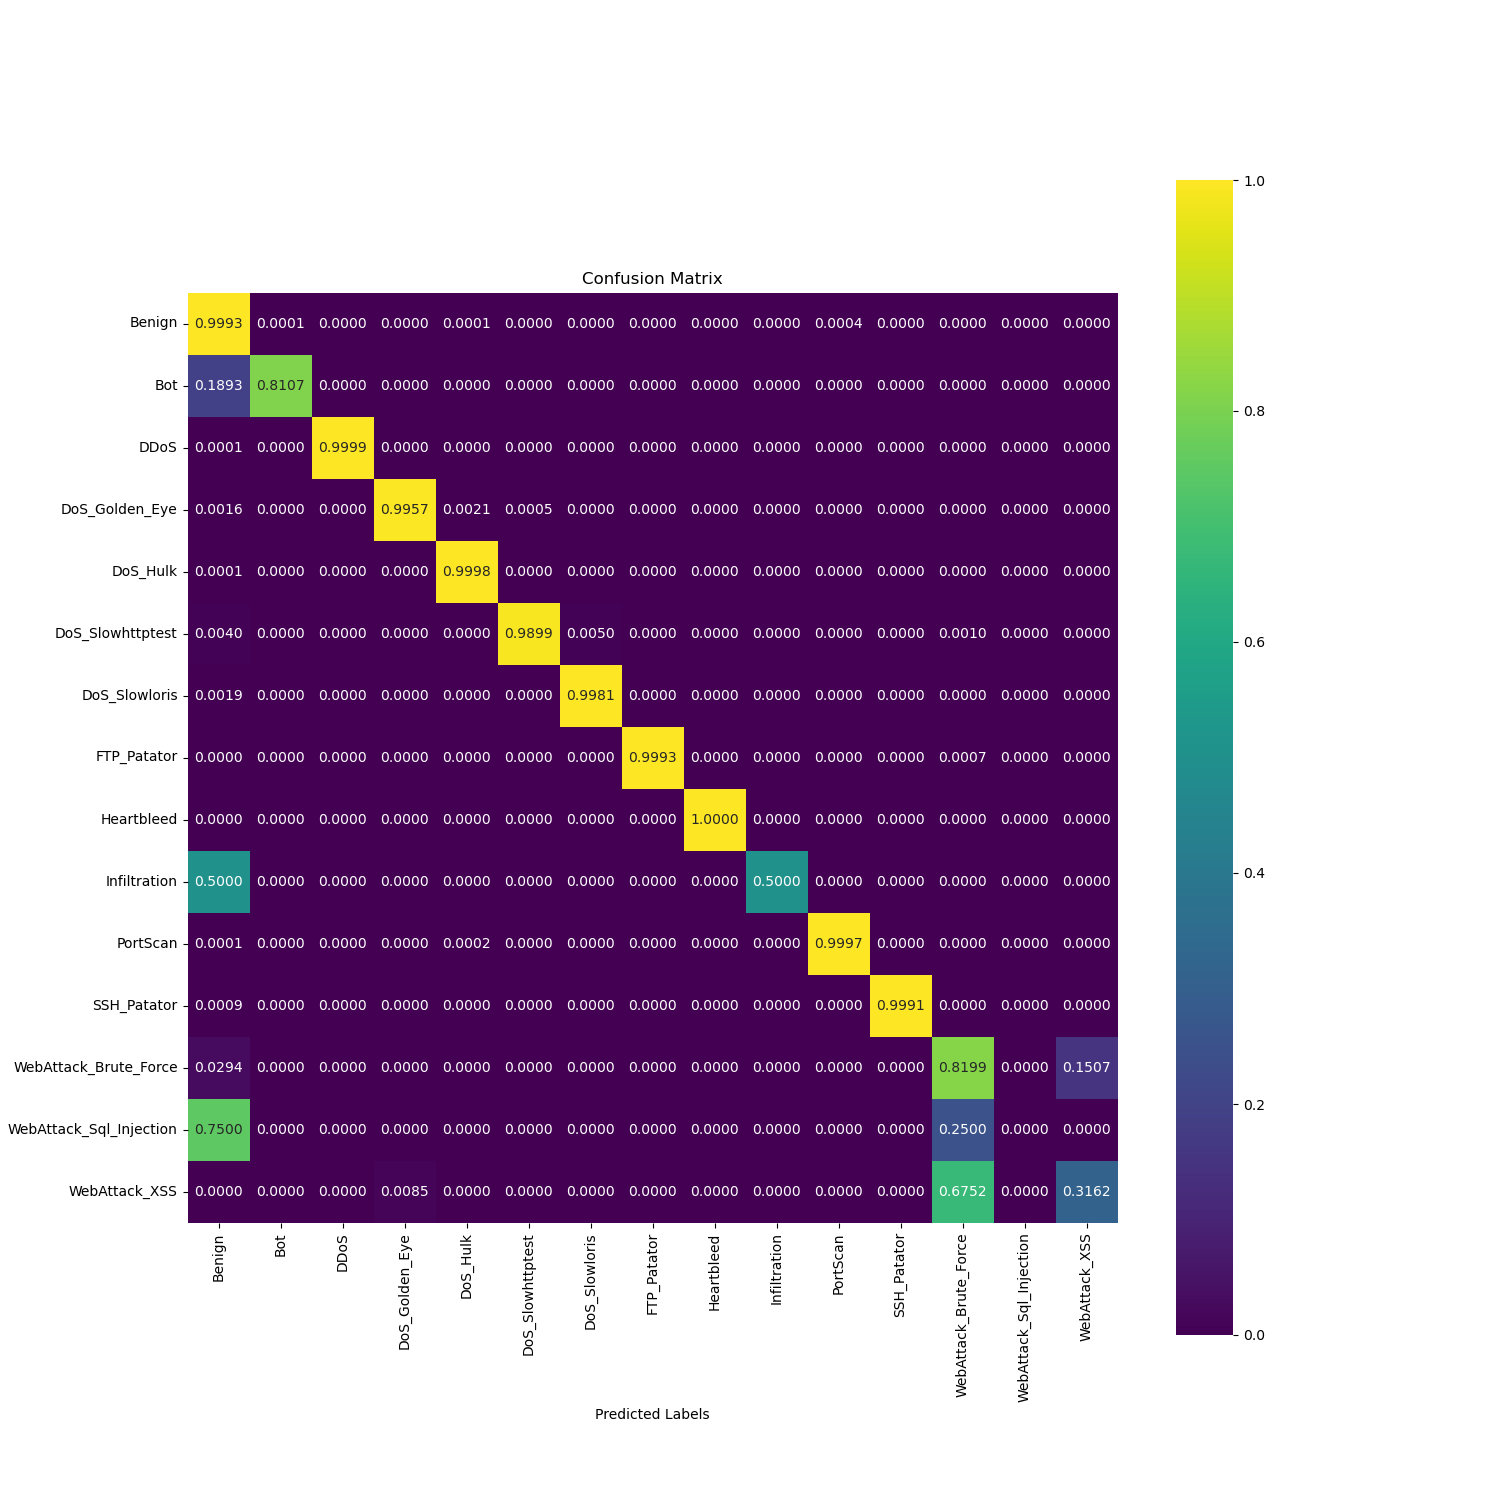 Confusion Matrix
Benign 0.9993 0.0001 0.0000 0.0000 0.0001 0.0000 0.0000 0.0000 0.0000 0.0000 0.0004 0.0000 0.0000 0.0000 0.0000
Bot 0.1893 0.8107 0.0000 0.0000 0.0000 0.0000 0.0000 0.0000 0.0000 0.0000 0.0000 0.0000 0.0000 0.0000 0.0000
DDoS 0.0001 0.0000 0.9999 0.0000 0.0000 0.0000 0.0000 0.0000 0.0000 0.0000 0.0000 0.0000 0.0000 0.0000 0.0000
DoS_Golden_Eye 0.0016 0.0000 0.0000 0.9957 0.0021 0.0005 0.0000 0.0000 0.0000 0.0000 0.0000 0.0000 0.0000 0.0000 0.0000
DoS_Hulk 0.0001 0.0000 0.0000 0.0000 0.9998 0.0000 0.0000 0.0000 0.0000 0.0000 0.0000 0.0000 0.0000 0.0000 0.0000
DoS_Slowhttptest 0.0040 0.0000 0.0000 0.0000 0.0000 0.9899 0.0050 0.0000 0.0000 0.0000 0.0000 0.0000 0.0010 0.0000 0.0000
DoS_Slowloris 0.0019 0.0000 0.0000 0.0000 0.0000 0.0000 0.9981 0.0000 0.0000 0.0000 0.0000 0.0000 0.0000 0.0000 0.0000
FTP_Patator 0.0000 0.0000 0.0000 0.0000 0.0000 0.0000 0.0000 0.9993 0.0000 0.0000 0.0000 0.0000 0.0007 0.0000 0.0000
Heartbleed 0.0000 0.0000 0.0000 0.0000 0.0000 0.0000 0.0000 0.0000 1.0000 0.0000 0.0000 0.0000 0.0000 0.0000 0.0000
Infiltration 0.5000 0.0000 0.0000 0.0000 0.0000 0.0000 0.0000 0.0000 0.0000 0.5000 0.0000 0.0000 0.0000 0.0000 0.0000
PortScan 0.0001 0.0000 0.0000 0.0000 0.0002 0.0000 0.0000 0.0000 0.0000 0.0000 0.9997 0.0000 0.0000 0.0000 0.0000
SSH_Patator 0.0009 0.0000 0.0000 0.0000 0.0000 0.0000 0.0000 0.0000 0.0000 0.0000 0.0000 0.9991 0.0000 0.0000 0.0000
WebAttack_Brute_Force 0.0294 0.0000 0.0000 0.0000 0.0000 0.0000 0.0000 0.0000 0.0000 0.0000 0.0000 0.0000 0.8199 0.0000 0.1507
WebAttack_Sql_Injection 0.7500 0.0000 0.0000 0.0000 0.0000 0.0000 0.0000 0.0000 0.0000 0.0000 0.0000 0.0000 0.2500 0.0000 0.0000
WebAttack_XSS 0.0000 0.0000 0.0000 0.0085 0.0000 0.0000 0.0000 0.0000 0.0000 0.0000 0.0000 0.0000 0.6752 0.0000 0.3162
Benign
Bot
DDoS
DoS_Golden_Eye
DoS_Hulk
DoS_Slowhttptest
DoS_Slowloris
FTP_Patator
Heartbleed
Infiltration
PortScan
SSH_Patator
WebAttack_Brute_Force
WebAttack_Sql_Injection
WebAttack_XSS
Predicted Labels
1.0
0.8
0.6
0.4
0.2
0.0